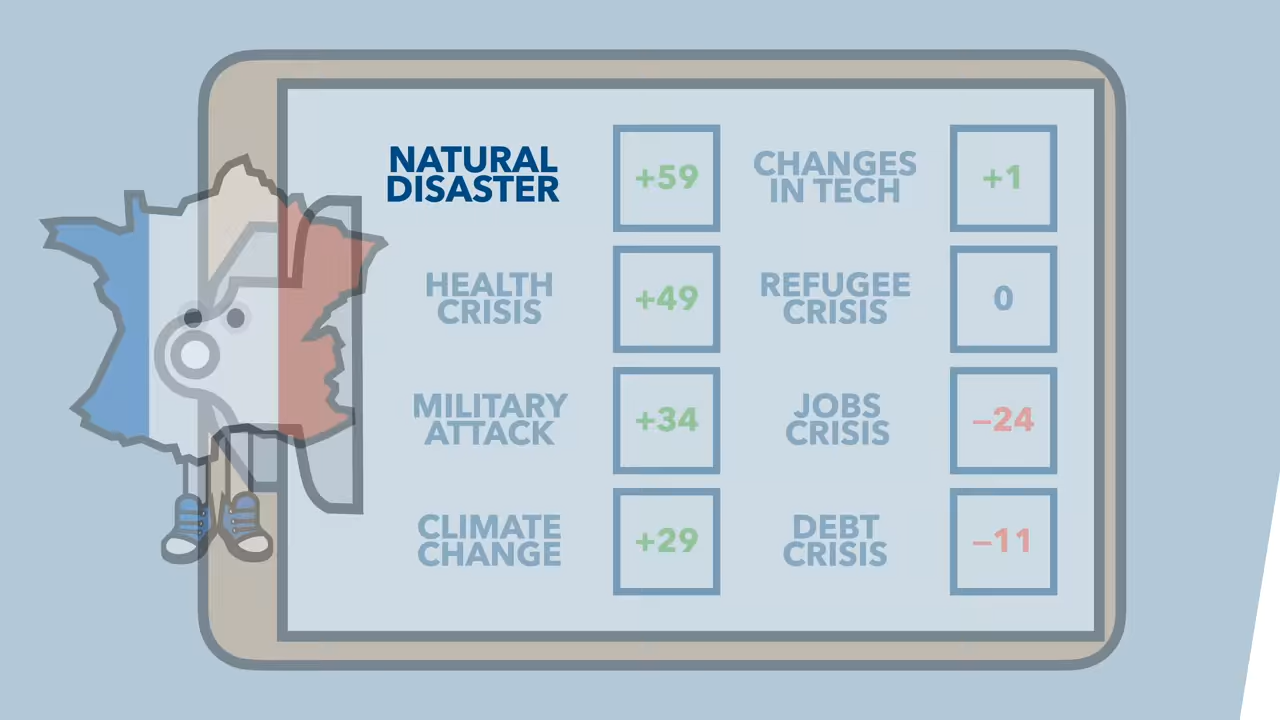 NATURAL
DISASTER
+59
CHANGES
IN TECH
+1
HEALTH
CRISIS
+49
REFUGEE
CRISIS
0
MILITARY
ATTACK
+34
JOBS
CRISIS
–24
CLIMATE
CHANGE
+29
DEBT
CRISIS
–11